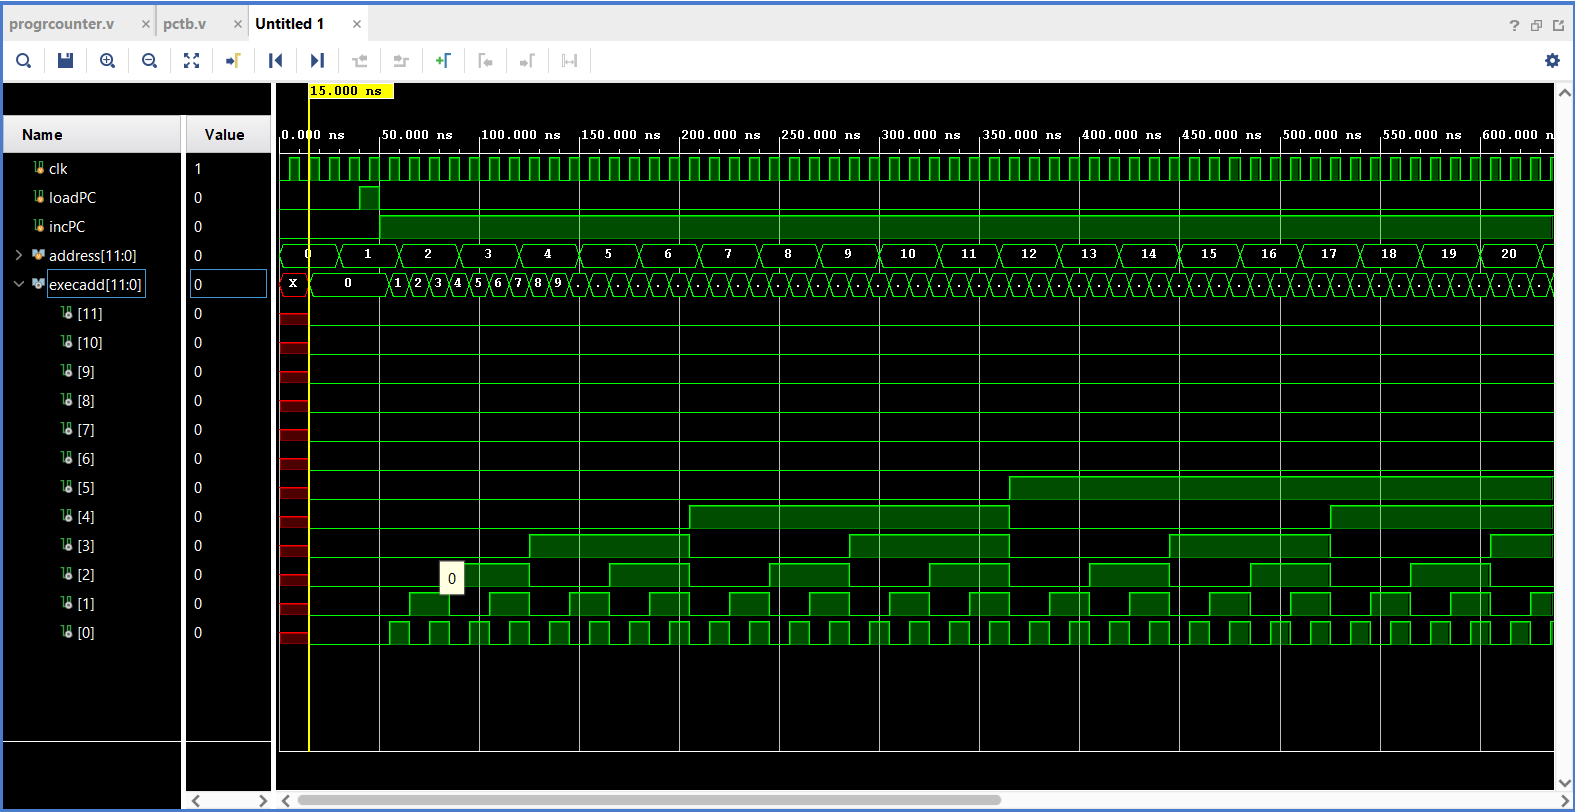 progrcounter.v × pctb.v × Untitled 1 ×
?
15.000 ns
Name Value
0.000 ns 50.000 ns 100.000 ns 150.000 ns 200.000 ns 250.000 ns 300.000 ns 350.000 ns 400.000 ns 450.000 ns 500.000 ns 550.000 ns 600.000 n
clk 1
loadPC 0
incPC 0
address[11:0] 0 0 1 2 3 4 5 6 7 8 9 10 11 12 13 14 15 16 17 18 19 20
execadd[11:0] 0 X 0 1 2 3 4 5 6 7 8 9 . . . . . . . . . . . . . . . . . . . . . . . . . . . . . . . . . . . . . . . . . . . . . . . . .
[11] 0
[10] 0
[9] 0
[8] 0
[7] 0
[6] 0
[5] 0
[4] 0
[3] 0
[2] 0 0
[1] 0
[0] 0